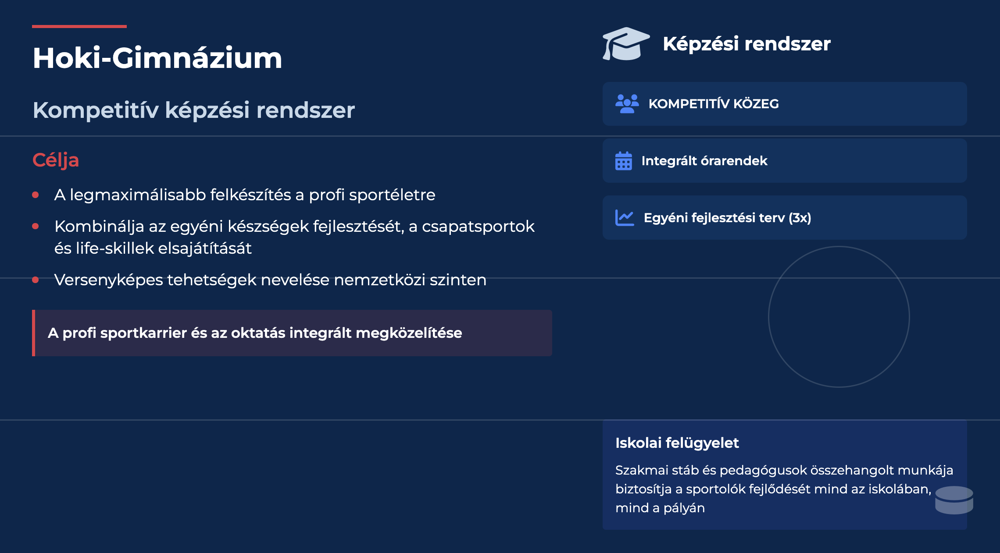 Hoki-Gimnázium
Kompetitív képzési rendszer
Célja
A legmaximálisabb felkészítés a profi sportéletre
Kombinálja az egyéni készségek fejlesztését, a csapatsportok
és life-skillek elsajátítását
Versenyképes tehetségek nevelése nemzetközi szinten
A profi sportkarrier és az oktatás integrált megközelítése
Képzési rendszer
KOMPETITÍV KÖZEG
Integrált órarendek
Egyéni fejlesztési terv (3x)
Iskolai felügyelet
Szakmai stáb és pedagógusok összehangolt munkája
biztosítja a sportolók fejlődését mind az iskolában,
mind a pályán